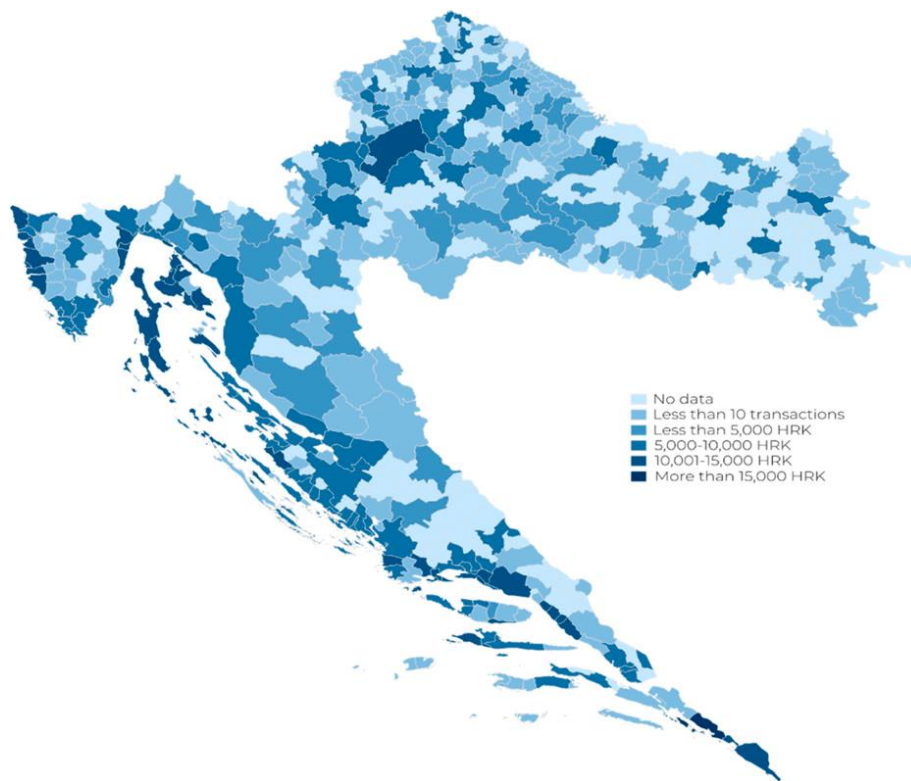 No data
Less than 10 transactions
Less than 5,000 HRK
5,000-10,000 HRK
10,001-15,000 HRK
More than 15,000 HRK